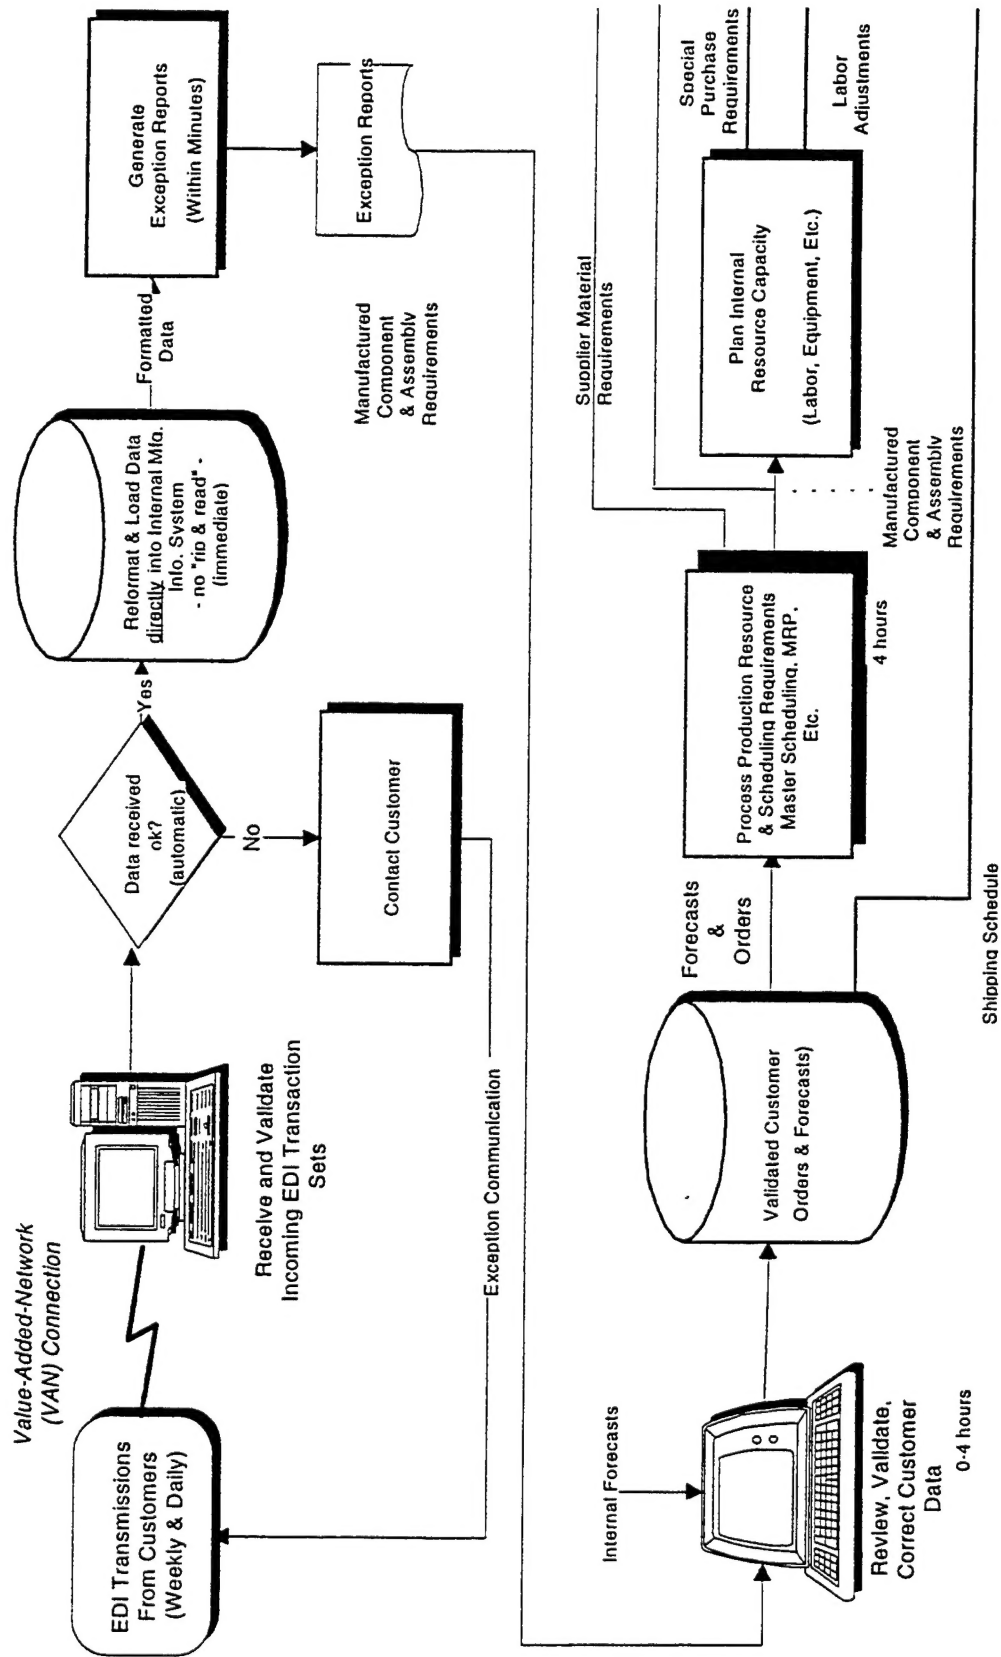 Value-Added-Network
(VAN) Connection
EDI Transmissions
From Customers
(Weekly & Daily)
Receive and Validate
Incoming EDI Transaction
Sets
Data received
ok?
(automatic)
Yes
No
Contact Customer
Exception Communication
Reformat & Load Data
directly into Internal Mfg.
Info. System
- no "rip & read" -
(immediate)
Formatted
Data
Generate
Exception Reports
(Within Minutes)
Exception Reports
Manufactured
Component
& Assembly
Requirements
Internal Forecasts
Review, Validate,
Correct Customer
Data
0-4 hours
Validated Customer
Orders & Forecasts)
Forecasts
&
Orders
Shipping Schedule
Process Production Resource
& Scheduling Requirements
Master Scheduling, MRP,
Etc.
4 hours
Supplier Material
Requirements
Manufactured
Component
& Assembly
Requirements
Plan Internal
Resource Capacity
(Labor, Equipment, Etc.)
Special
Purchase
Requirements
Labor
Adjustments